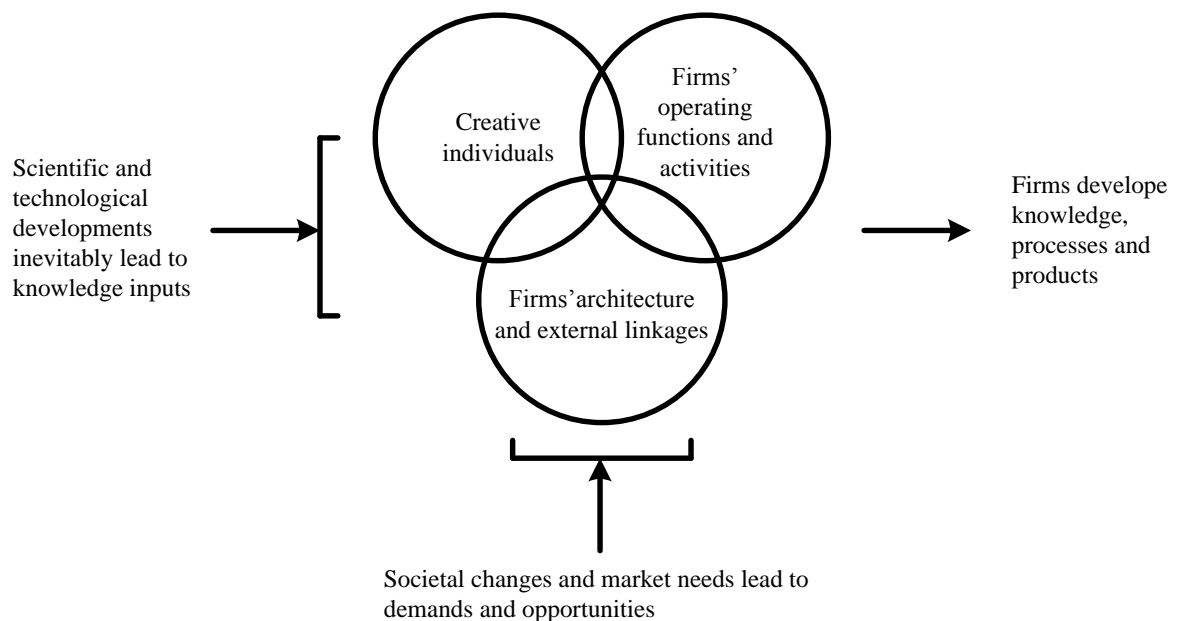 Scientific and
technological
developments
inevitably lead to
knowledge inputs
Creative
individuals
Firms’
operating
functions and
activities
Firms’architecture
and external linkages
Firms develope
knowledge,
processes and
products
Societal changes and market needs lead to
demands and opportunities